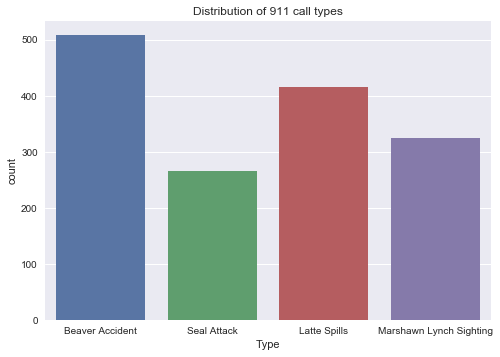 Distribution of 911 call types
500
400
300
200
100
0
count
Beaver Accident
Seal Attack
Latte Spills
Marshawn Lynch Sighting
Type